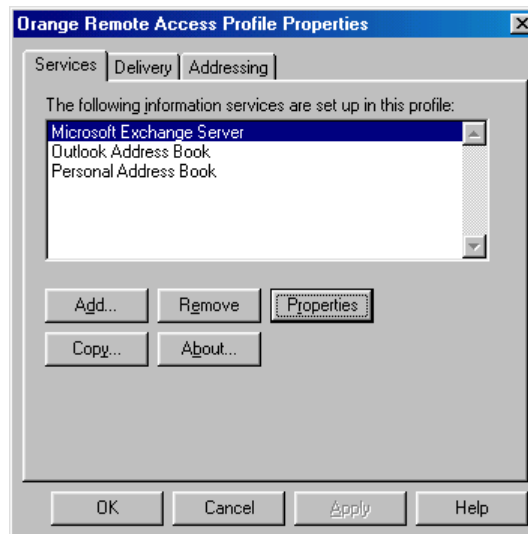 Orange Remote Access Profile Properties
Services Delivery Addressing
The following information services are set up in this profile:
Microsoft Exchange Server
Outlook Address Book
Personal Address Book
Add... Remove Properties
Copy... About...
OK Cancel Apply Help